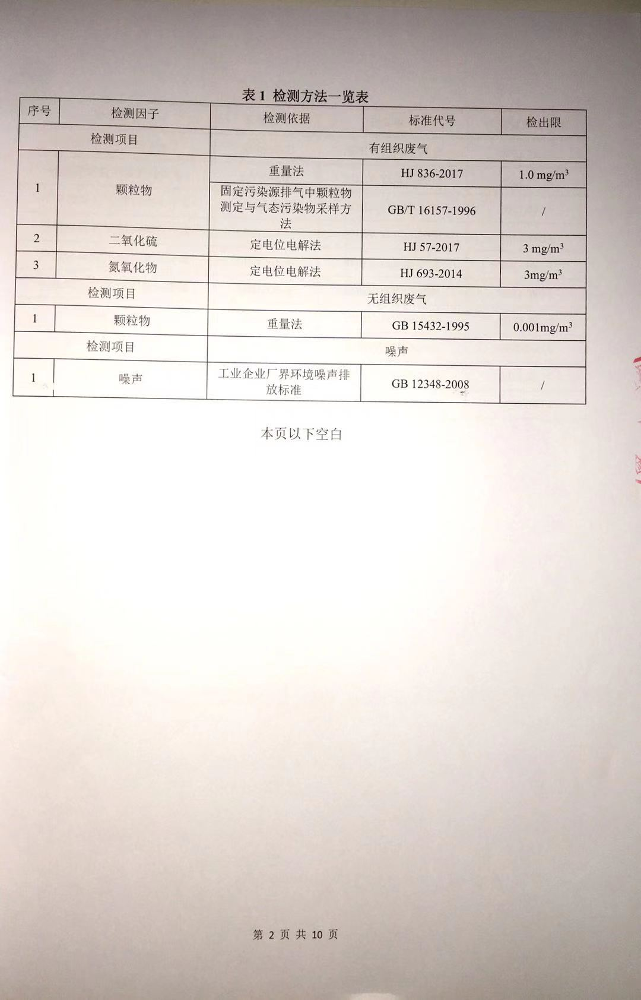 表1 检测方法一览表
序号 检测因子 检测依据 标准代号 检出限
检测项目 有组织废气
1 颗粒物 重量法 HJ 836-2017 1.0 mg/m³
固定污染源排气中颗粒物
测定与气态污染物采样方
法
GB/T 16157-1996 /
2 二氧化硫 定电位电解法 HJ 57-2017 3 mg/m³
3 氮氧化物 定电位电解法 HJ 693-2014 3mg/m³
检测项目 无组织废气
1 颗粒物 重量法 GB 15432-1995 0.001mg/m³
检测项目 噪声
1 噪声 工业企业厂界环境噪声排
放标准
GB 12348-2008 /
本页以下空白
第 2 页 共 10 页